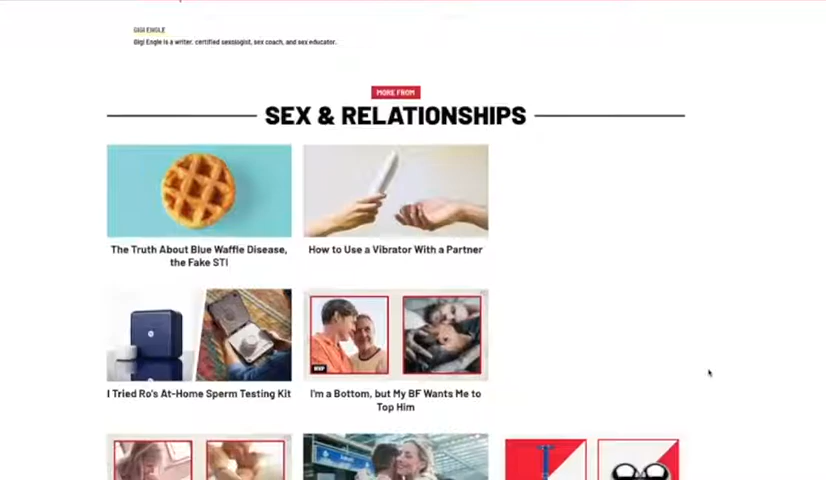 GIGI ENGLE
Gigi Engle is a writer, certified sexologist, sex coach, and sex educator.
MORE FROM
SEX & RELATIONSHIPS
The Truth About Blue Waffle Disease,
the Fake STI
How to Use a Vibrator With a Partner
I Tried Ro's At-Home Sperm Testing Kit
MVP
I'm a Bottom, but My BF Wants Me to
Top Him